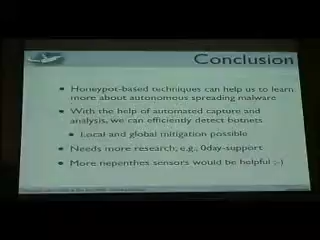 Conclusion
Honeypot-based techniques can help us to learn
more about autonomous spreading malware
With the help of automated capture and
analysis, we can efficiently detect botnets
Local and global mitigation possible
Needs more research, e.g., 0day-support
More nepenthes sensors would be helpful ;-)